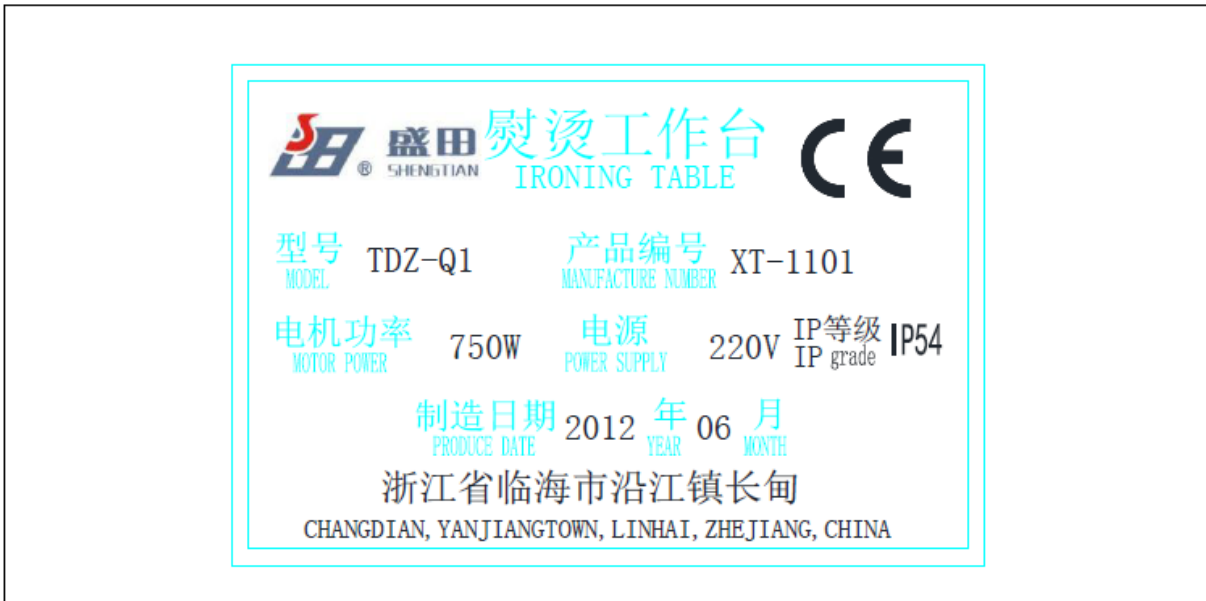 盛田 熨烫工作台 CE
® SHENGTIAN IRONING TABLE
型号 TDZ-Q1 产品编号 XT-1101
MODEL MANUFACTURE NUMBER
电机功率 750W 电源 220V IP等级 IP54
MOTOR POWER POWER SUPPLY IP grade
制造日期 2012 年 06 月
PRODUCE DATE YEAR MONTH
浙江省临海市沿江镇长甸
CHANGDIAN, YANJIANGTOWN, LINHAI, ZHEJIANG, CHINA